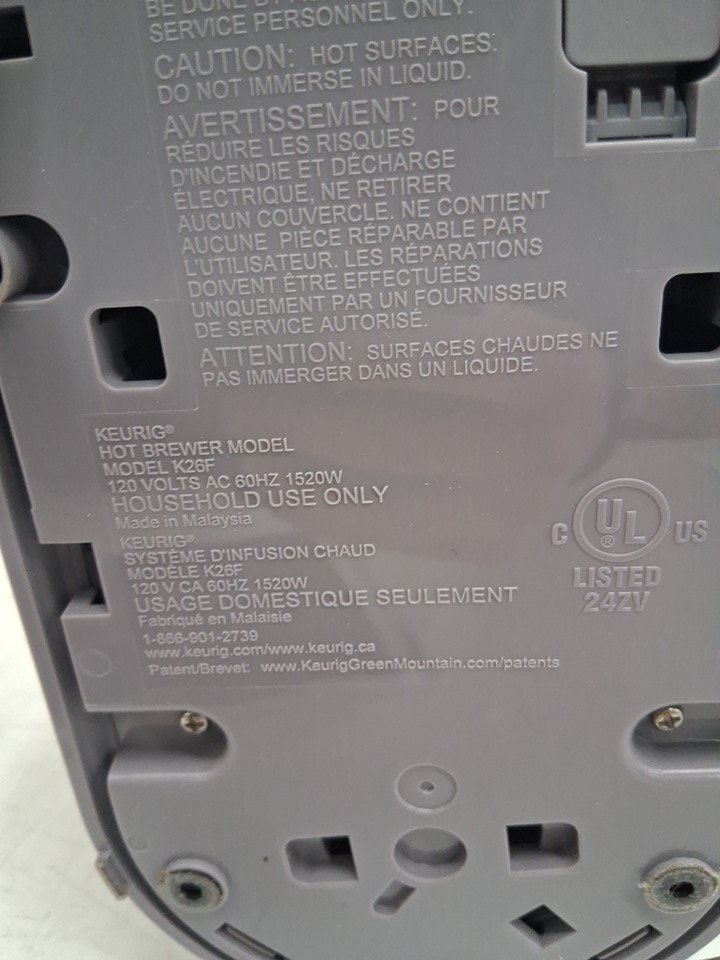 BE DONE BY
SERVICE PERSONNEL ONLY.
CAUTION: HOT SURFACES.
DO NOT IMMERSE IN LIQUID.
AVERTISSEMENT: POUR
RÉDUIRE LES RISQUES
D'INCENDIE ET DÉCHARGE
ÉLECTRIQUE, NE RETIRER
AUCUN COUVERCLE. NE CONTIENT
AUCUNE PIÈCE RÉPARABLE PAR
L'UTILISATEUR. LES RÉPARATIONS
DOIVENT ÊTRE EFFECTUÉES
UNIQUEMENT PAR UN FOURNISSEUR
DE SERVICE AUTORISÉ.
ATTENTION: SURFACES CHAUDES NE
PAS IMMERGER DANS UN LIQUIDE.
KEURIG®
HOT BREWER MODEL
MODEL K26F
120 VOLTS AC 60HZ 1520W
HOUSEHOLD USE ONLY
Made in Malaysia
KEURIG®
SYSTÈME D'INFUSION CHAUD
MODÈLE K26F
120 V CA 60HZ 1520W
USAGE DOMESTIQUE SEULEMENT
Fabriqué en Malaisie
1-866-901-2739
www.keurig.com/www.keurig.ca
Patent/Brevet: www.KeurigGreenMountain.com/patents
C UL® US
LISTED
24ZV